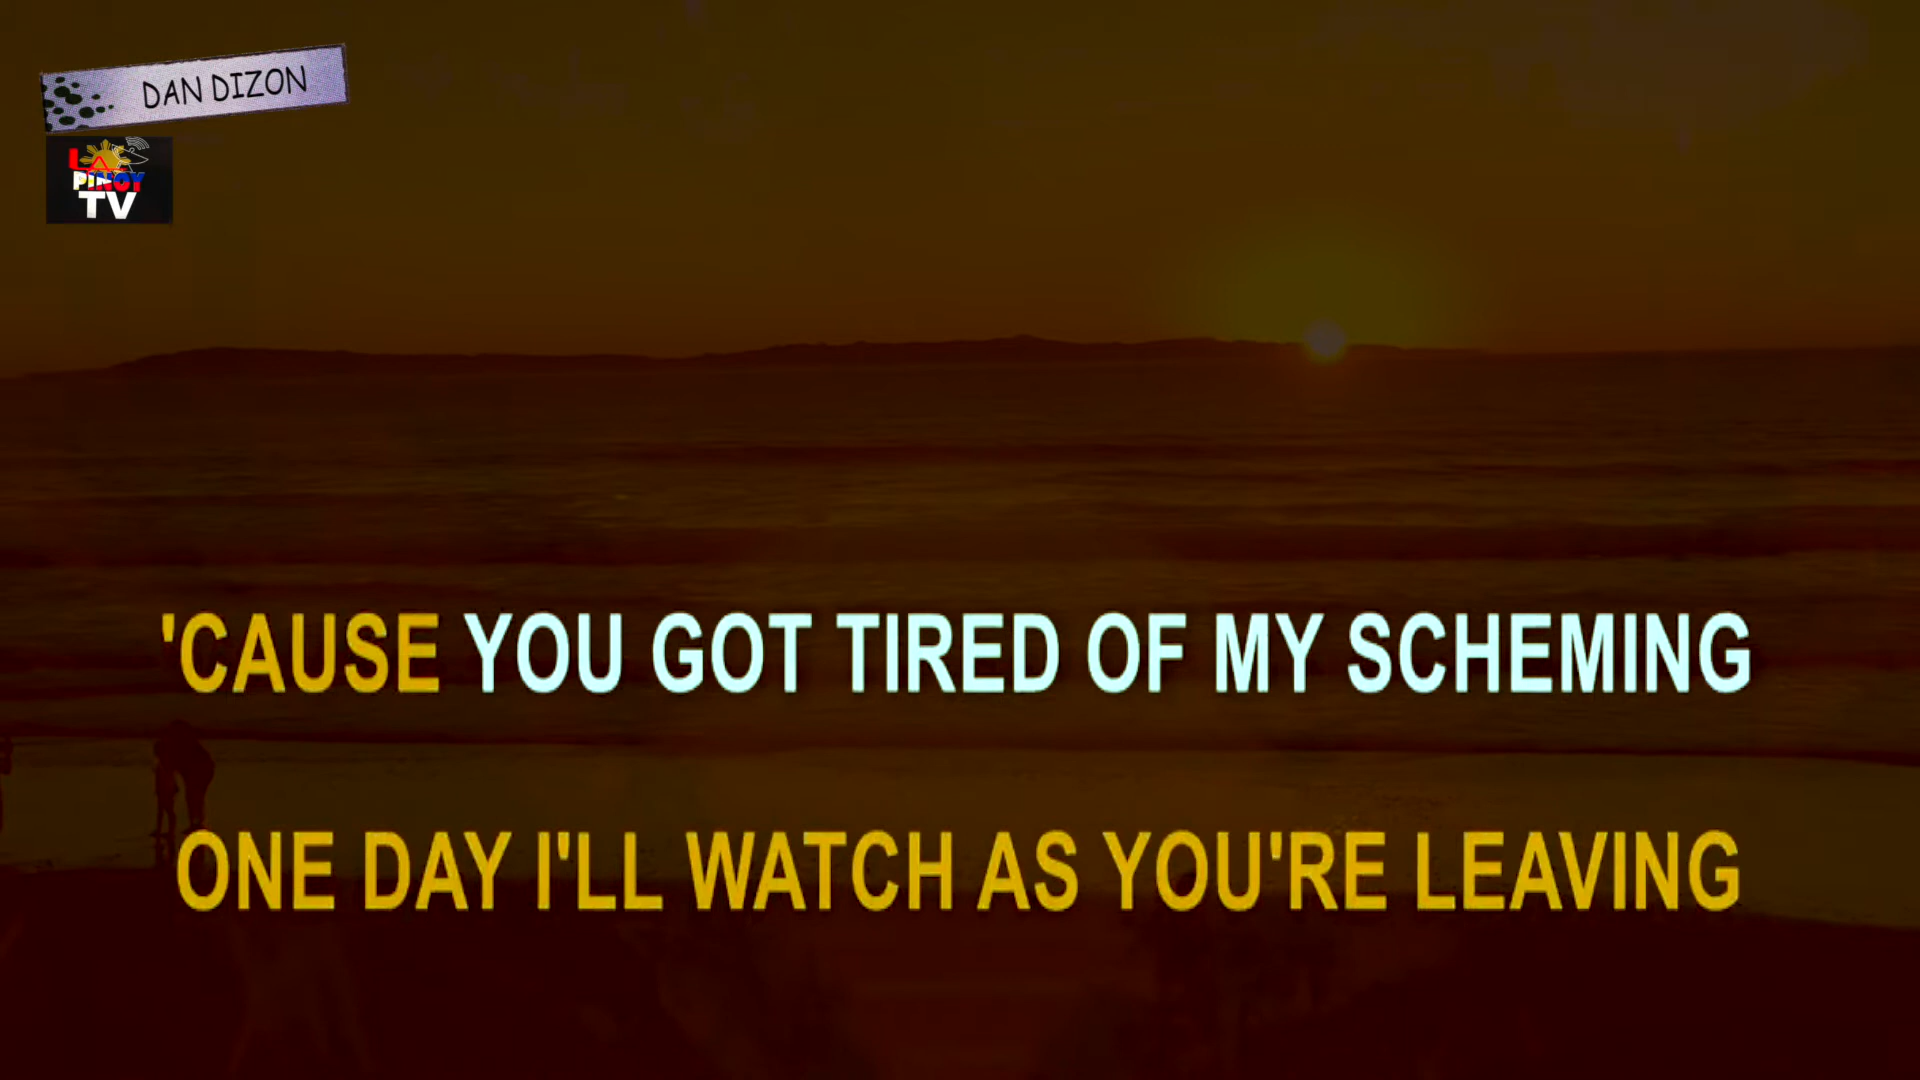 DAN DIZON
LA
PINOY
TV
'CAUSE YOU GOT TIRED OF MY SCHEMING
ONE DAY I'LL WATCH AS YOU'RE LEAVING